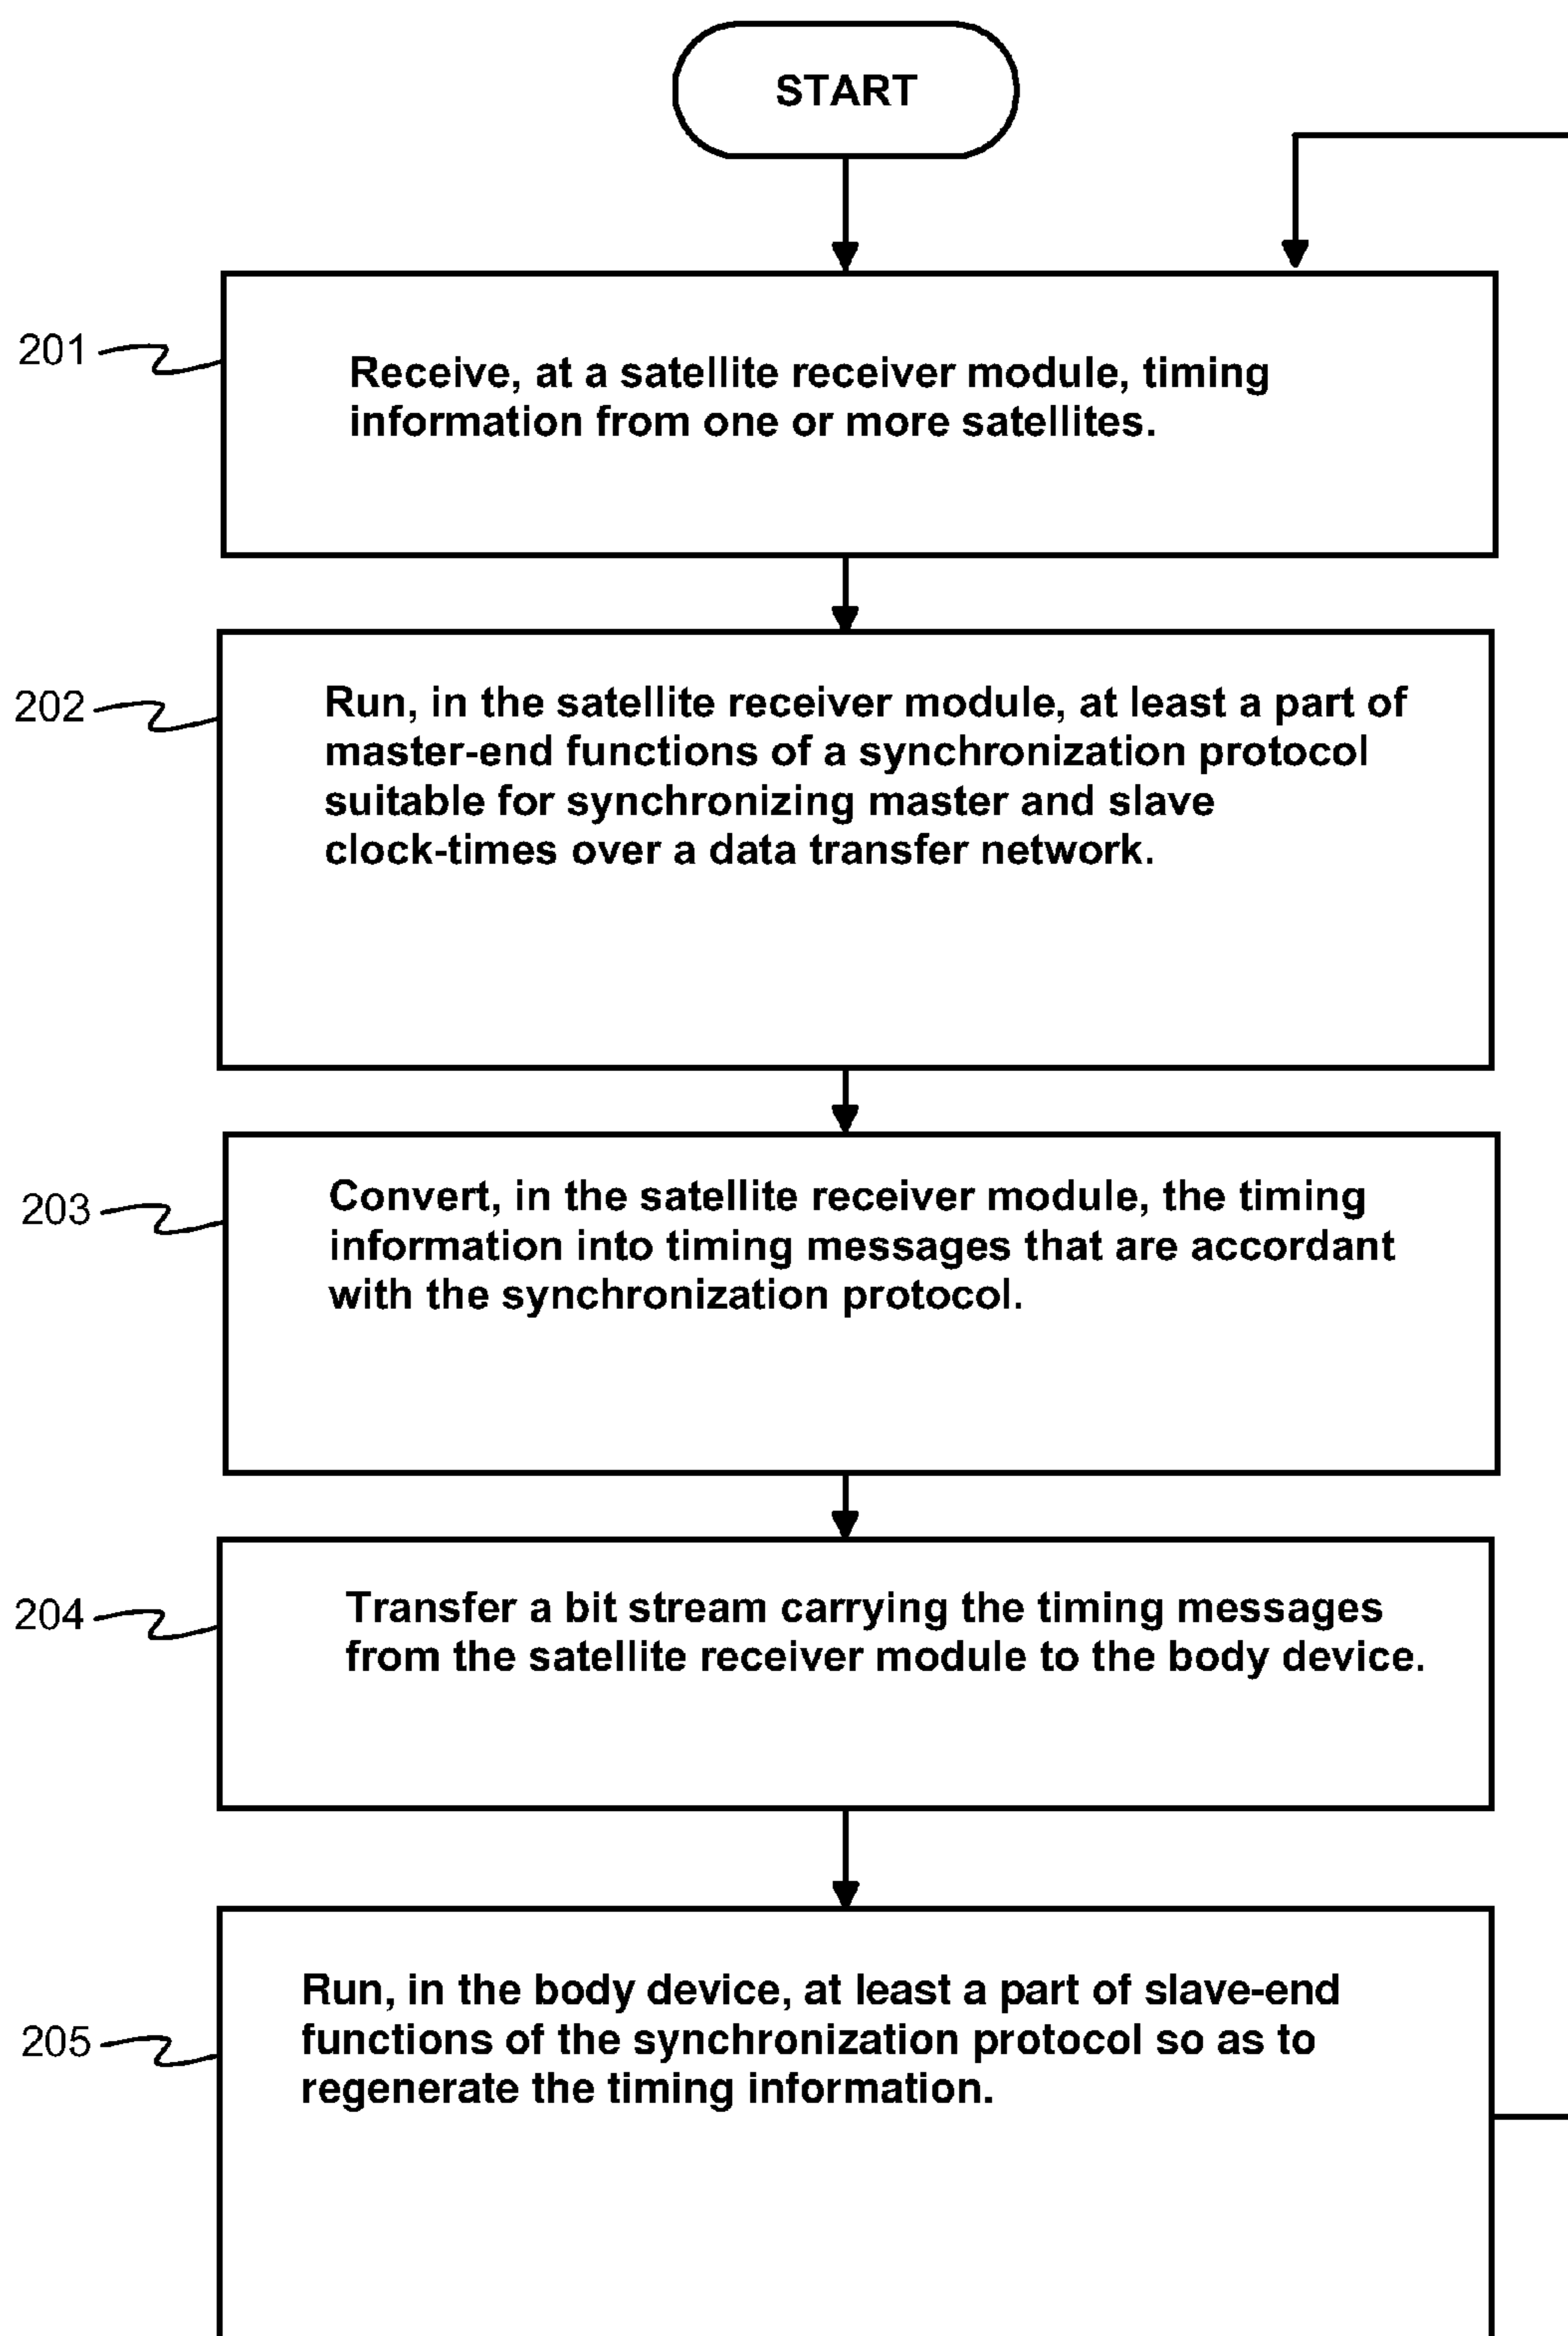 START
201
Receive, at a satellite receiver module, timing
information from one or more satellites.
202
Run, in the satellite receiver module, at least a part of
master-end functions of a synchronization protocol
suitable for synchronizing master and slave
clock-times over a data transfer network.
203
Convert, in the satellite receiver module, the timing
information into timing messages that are accordant
with the synchronization protocol.
204
Transfer a bit stream carrying the timing messages
from the satellite receiver module to the body device.
205
Run, in the body device, at least a part of slave-end
functions of the synchronization protocol so as to
regenerate the timing information.